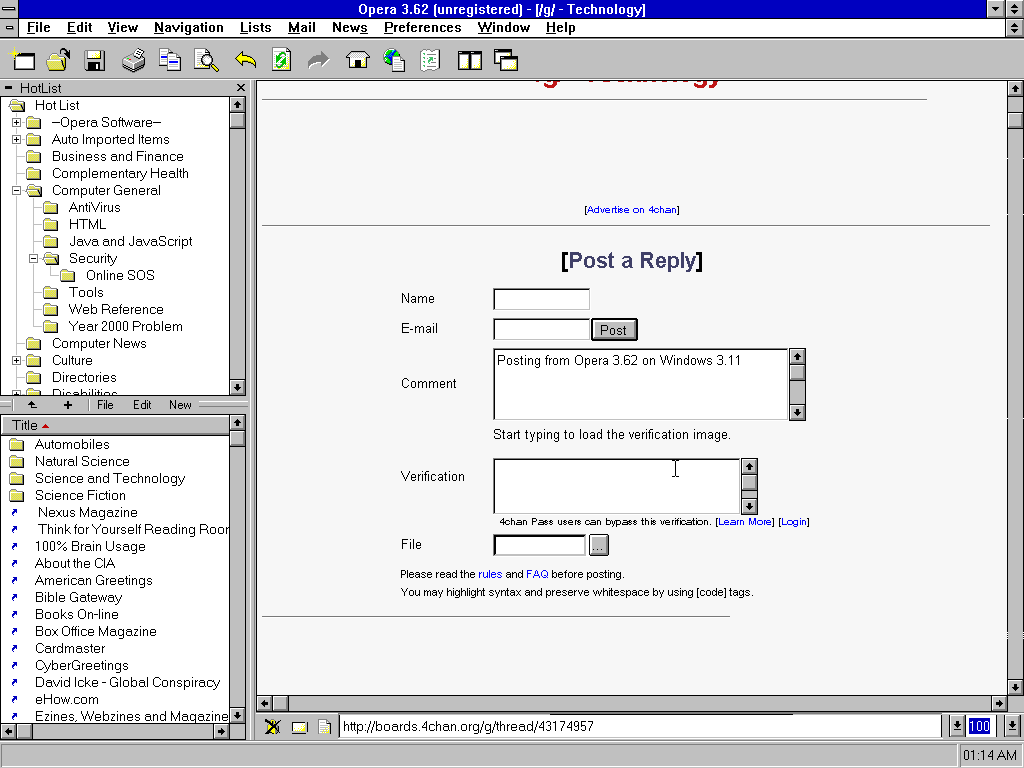 Opera 3.62 (unregistered) - [/g/ - Technology]
File Edit View Navigation Lists Mail News Preferences Window Help
HotList
Hot List
--Opera Software--
Auto Imported Items
Business and Finance
Complementary Health
Computer General
AntiVirus
HTML
Java and JavaScript
Security
Online SOS
Tools
Web Reference
Year 2000 Problem
Computer News
Culture
Directories
Disabilities
File Edit New
Title
Automobiles
Natural Science
Science and Technology
Science Fiction
Nexus Magazine
Think for Yourself Reading Roor
100% Brain Usage
About the CIA
American Greetings
Bible Gateway
Books On-line
Box Office Magazine
Cardmaster
CyberGreetings
David Icke - Global Conspiracy
eHow.com
Ezines, Webzines and Magazine
/g/ - Technology
[Advertise on 4chan]
[Post a Reply]
Name
E-mail
Post
Comment
Posting from Opera 3.62 on Windows 3.11
Start typing to load the verification image.
Verification
4chan Pass users can bypass this verification. [Learn More] [Login]
File
...
Please read the rules and FAQ before posting.
You may highlight syntax and preserve whitespace by using [code] tags.
http://boards.4chan.org/g/thread/43174957
100
01:14 AM